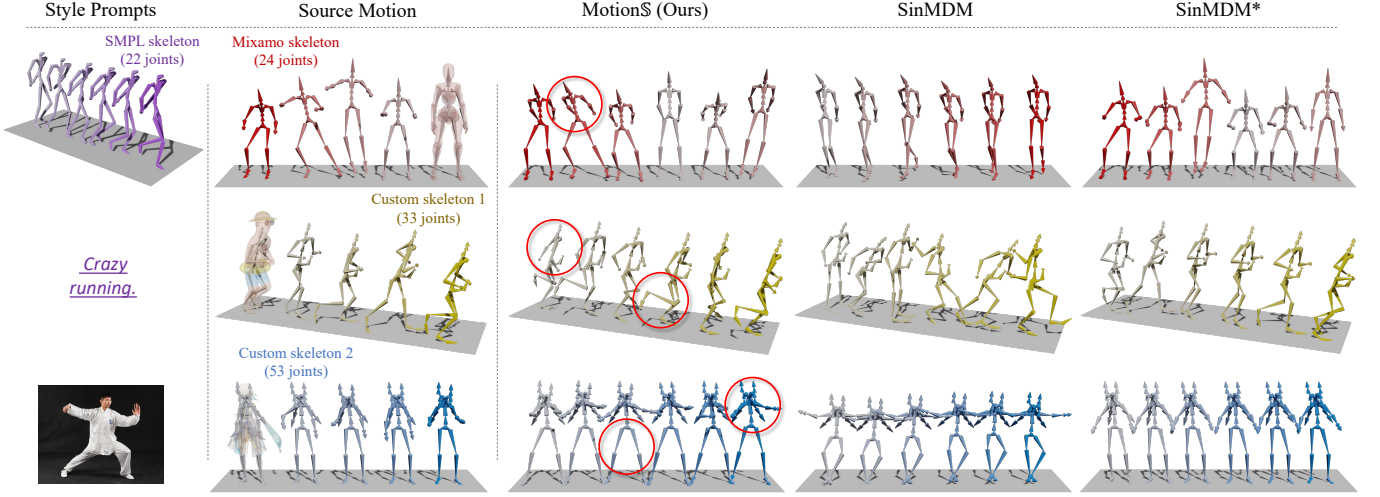 Style Prompts
Source Motion
Motion𝕊 (Ours)
SinMDM
SinMDM*
SMPL skeleton
(22 joints)
Mixamo skeleton
(24 joints)
Custom skeleton 1
(33 joints)
Crazy
running.
Custom skeleton 2
(53 joints)